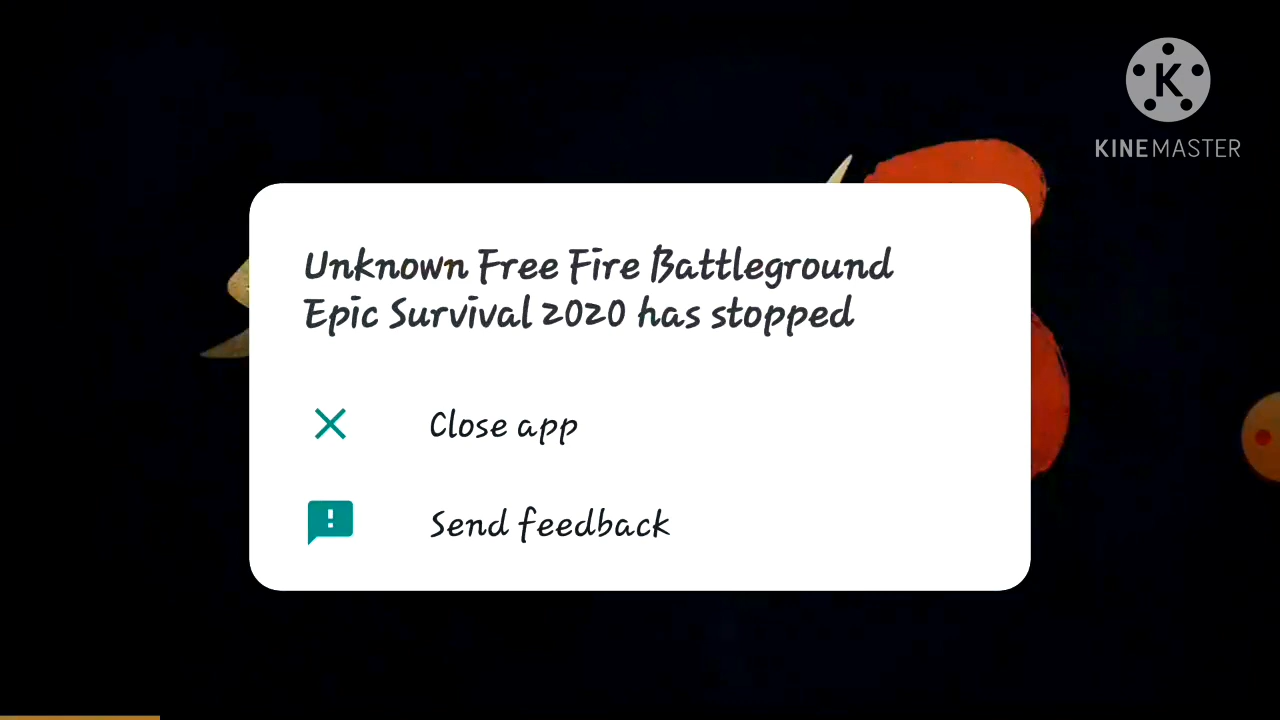 K
KINEMASTER
Unknown Free Fire Battleground
Epic Survival 2020 has stopped
Close app
Send feedback